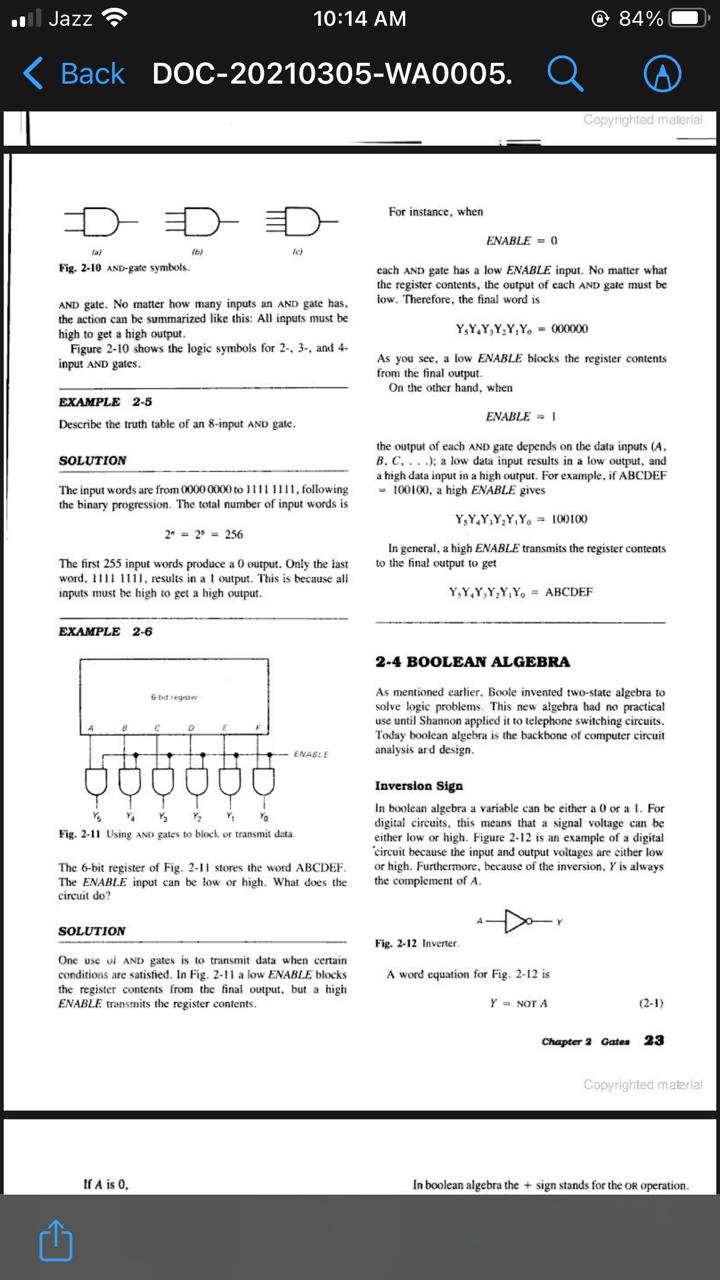 Jazz
10:14 AM
84%
Back
DOC-20210305-WA0005.
Copyrighted material
(a)
(b)
(c)
Fig. 2-10 AND-gate symbols.
AND gate. No matter how many inputs an AND gate has,
the action can be summarized like this: All inputs must be
high to get a high output.
Figure 2-10 shows the logic symbols for 2-, 3-, and 4-
input AND gates.
EXAMPLE 2-5
Describe the truth table of an 8-input AND gate.
SOLUTION
The input words are from 0000 0000 to 1111 1111, following
the binary progression. The total number of input words is
2ⁿ = 2⁸ = 256
The first 255 input words produce a 0 output. Only the last
word, 1111 1111, results in a 1 output. This is because all
inputs must be high to get a high output.
EXAMPLE 2-6
6-bit register
A B C D E F
ENABLE
Y₅ Y₄ Y₃ Y₂ Y₁ Y₀
Fig. 2-11 Using AND gates to block or transmit data.
The 6-bit register of Fig. 2-11 stores the word ABCDEF.
The ENABLE input can be low or high. What does the
circuit do?
SOLUTION
One use of AND gates is to transmit data when certain
conditions are satisfied. In Fig. 2-11 a low ENABLE blocks
the register contents from the final output, but a high
ENABLE transmits the register contents.
For instance, when
ENABLE = 0
each AND gate has a low ENABLE input. No matter what
the register contents, the output of each AND gate must be
low. Therefore, the final word is
Y₅Y₄Y₃Y₂Y₁Y₀ = 000000
As you see, a low ENABLE blocks the register contents
from the final output.
On the other hand, when
ENABLE = 1
the output of each AND gate depends on the data inputs (A,
B, C, . . .); a low data input results in a low output, and
a high data input in a high output. For example, if ABCDEF
= 100100, a high ENABLE gives
Y₅Y₄Y₃Y₂Y₁Y₀ = 100100
In general, a high ENABLE transmits the register contents
to the final output to get
Y₅Y₄Y₃Y₂Y₁Y₀ = ABCDEF
2-4 BOOLEAN ALGEBRA
As mentioned earlier, Boole invented two-state algebra to
solve logic problems. This new algebra had no practical
use until Shannon applied it to telephone switching circuits.
Today boolean algebra is the backbone of computer circuit
analysis and design.
Inversion Sign
In boolean algebra a variable can be either a 0 or a 1. For
digital circuits, this means that a signal voltage can be
either low or high. Figure 2-12 is an example of a digital
circuit because the input and output voltages are either low
or high. Furthermore, because of the inversion, Y is always
the complement of A.
A
Y
Fig. 2-12 Inverter.
A word equation for Fig. 2-12 is
Y = NOT A (2-1)
Chapter 2 Gates 23
Copyrighted material
If A is 0,
In boolean algebra the + sign stands for the OR operation.